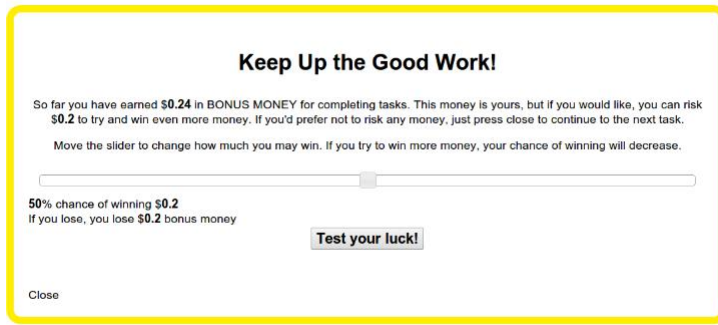 Keep Up the Good Work!
So far you have earned $0.24 in BONUS MONEY for completing tasks. This money is yours, but if you would like, you can risk
$0.2 to try and win even more money. If you'd prefer not to risk any money, just press close to continue to the next task.
Move the slider to change how much you may win. If you try to win more money, your chance of winning will decrease.
50% chance of winning $0.2
If you lose, you lose $0.2 bonus money
Test your luck!
Close